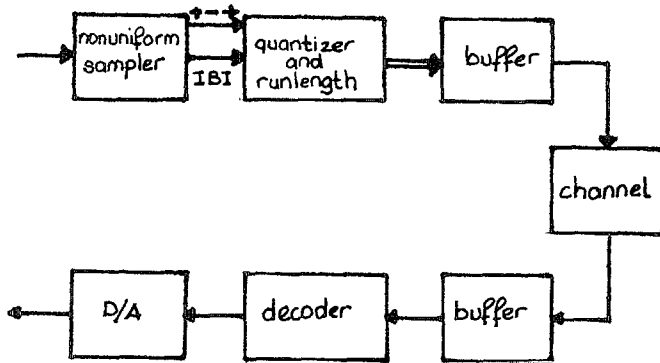 +-+
nonuniform
sampler
IBI
quantizer
and
runlength
buffer
channel
D/A
decoder
buffer